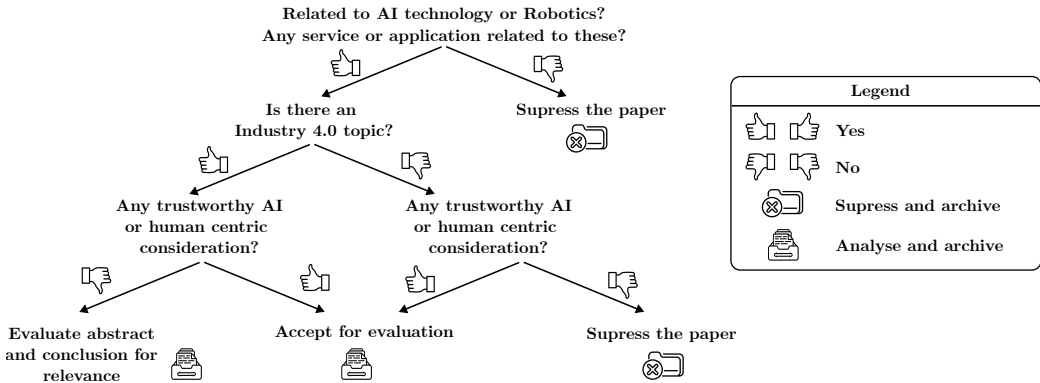 Related to AI technology or Robotics?
Any service or application related to these?
Is there an
Industry 4.0 topic?
Supress the paper
Any trustworthy AI
or human centric
consideration?
Any trustworthy AI
or human centric
consideration?
Evaluate abstract
and conclusion for
relevance
Accept for evaluation
Supress the paper
Legend
Yes
No
Supress and archive
Analyse and archive